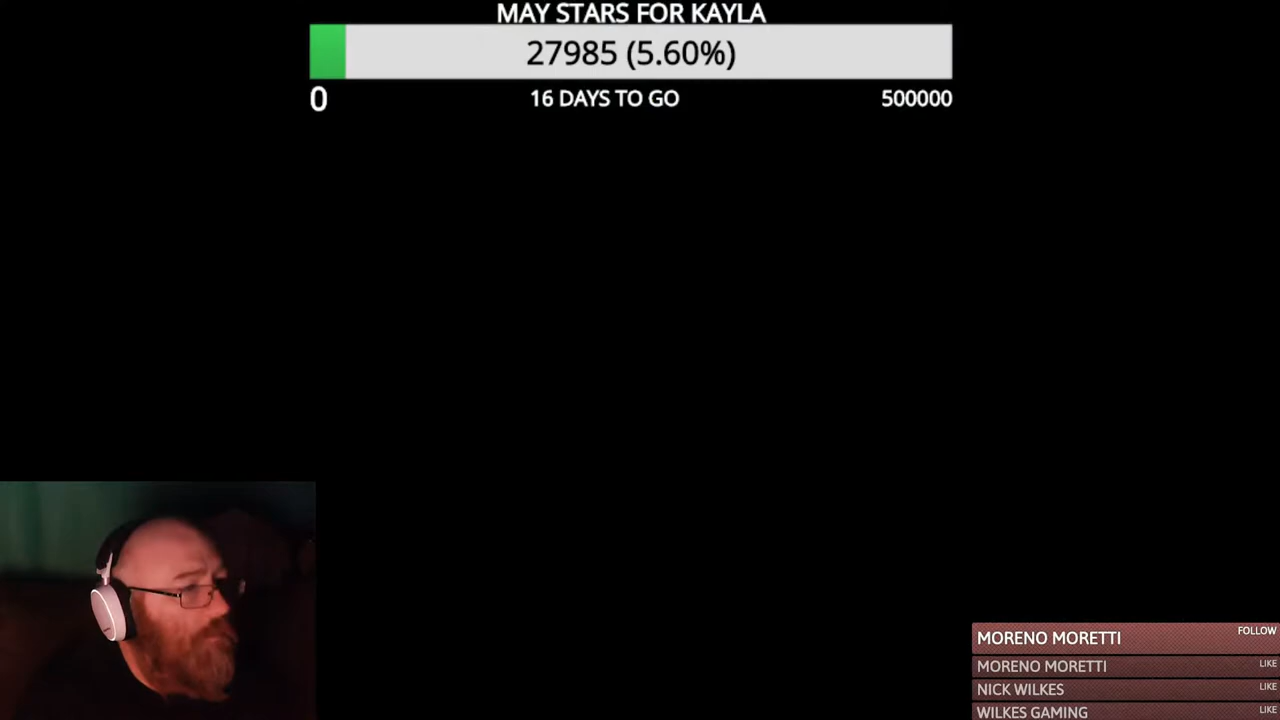 MAY STARS FOR KAYLA
27985 (5.60%)
0 16 DAYS TO GO 500000
MORENO MORETTI FOLLOW
MORENO MORETTI LIKE
NICK WILKES LIKE
WILKES GAMING LIKE